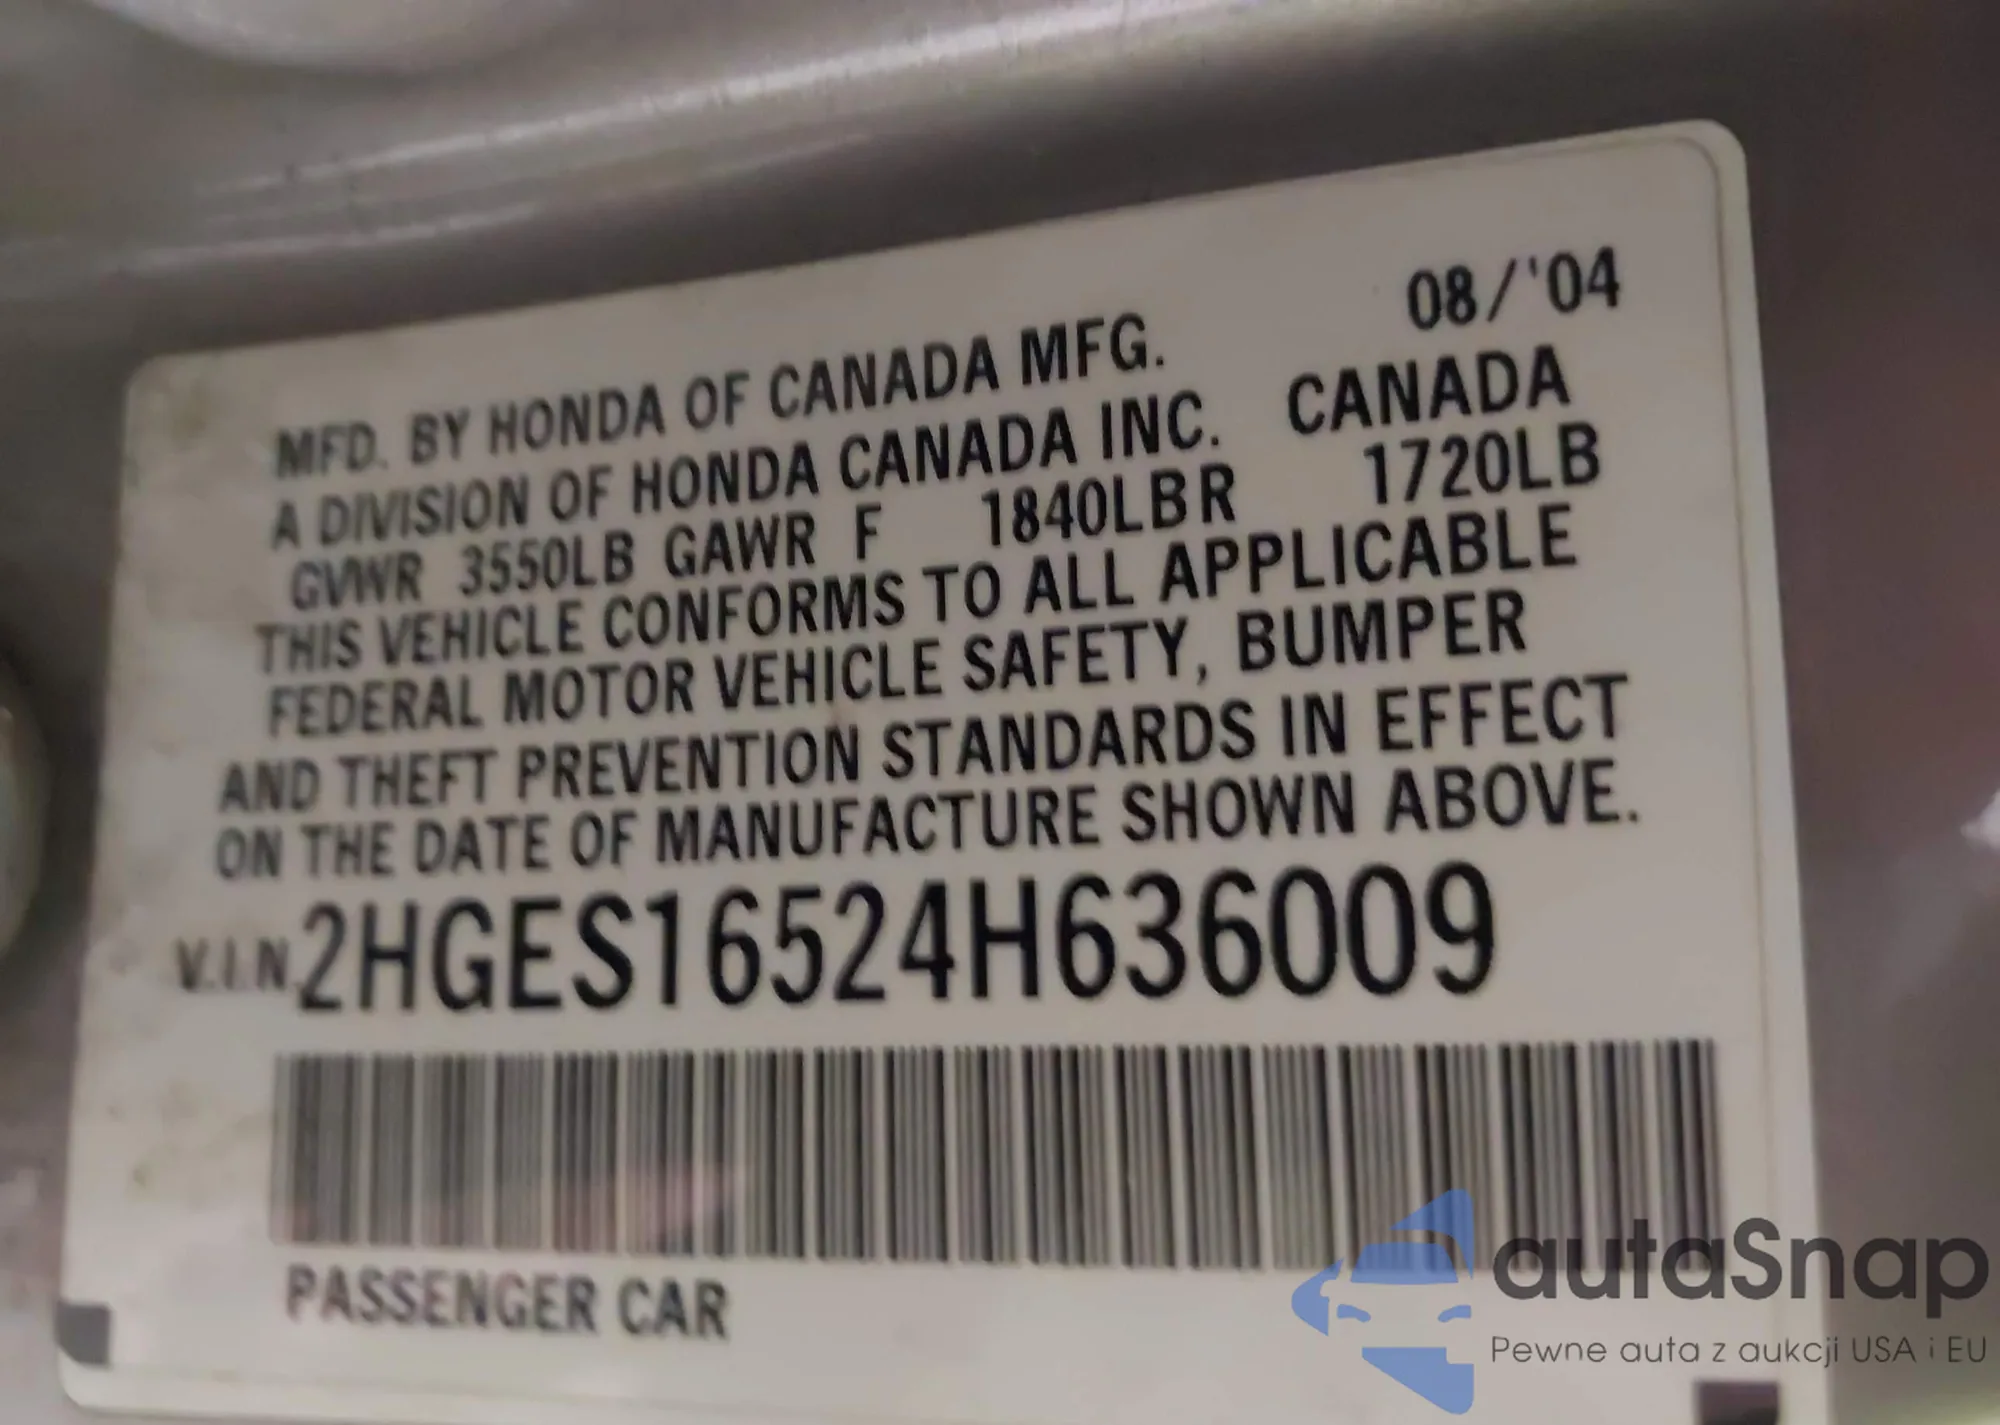 08/'04
MFD. BY HONDA OF CANADA MFG.
A DIVISION OF HONDA CANADA INC. CANADA
GVWR 3550LB GAWR F 1840LB R 1720LB
THIS VEHICLE CONFORMS TO ALL APPLICABLE
FEDERAL MOTOR VEHICLE SAFETY, BUMPER
AND THEFT PREVENTION STANDARDS IN EFFECT
ON THE DATE OF MANUFACTURE SHOWN ABOVE.
V.I.N. 2HGES16524H636009
PASSENGER CAR
autaSnap
Pewne auta z aukcji USA i EU